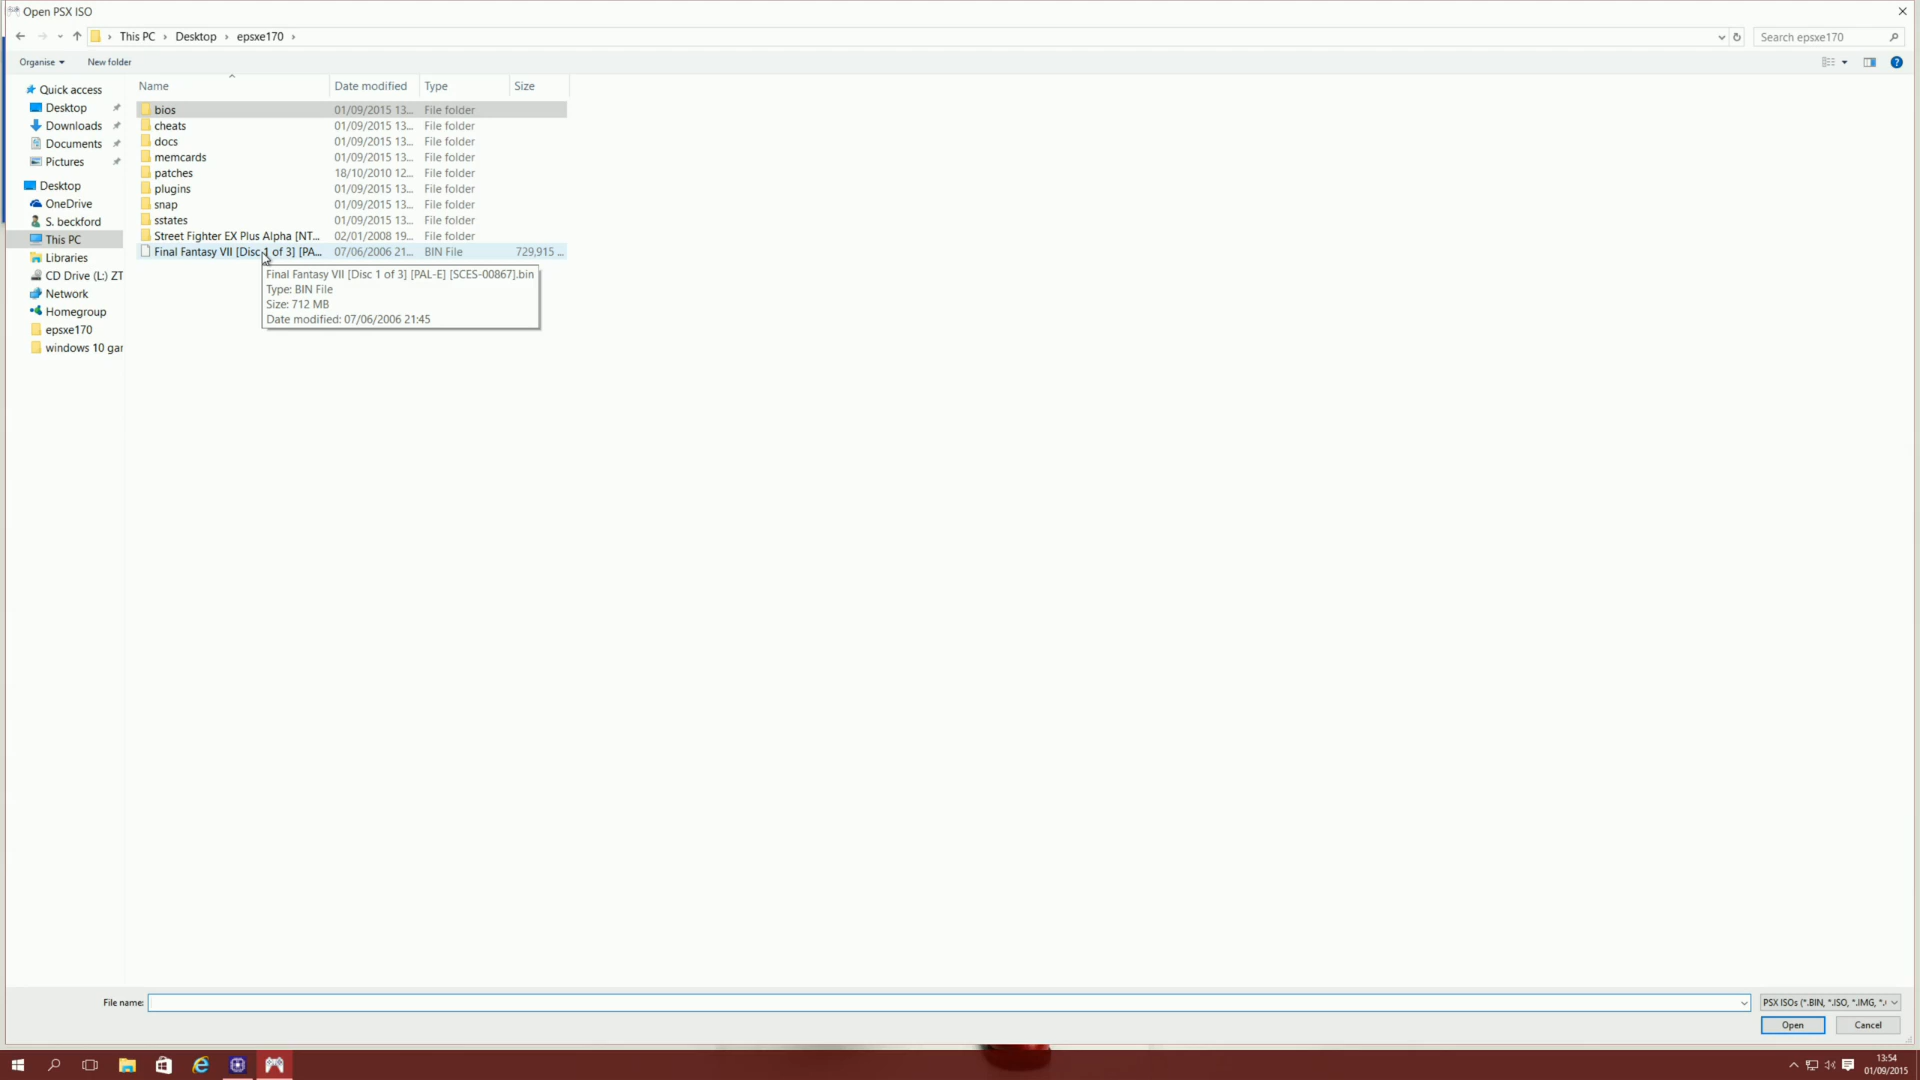 Open PSX ISO
This PC > Desktop > epsxe170 >
Search epsxe170
Organise
New folder
Name Date modified Type Size
Quick access
Desktop
Downloads
Documents
Pictures
Desktop
OneDrive
S. beckford
This PC
Libraries
CD Drive (L:) ZT
Network
Homegroup
epsxe170
windows 10 gar
bios 01/09/2015 13... File folder
cheats 01/09/2015 13... File folder
docs 01/09/2015 13... File folder
memcards 01/09/2015 13... File folder
patches 18/10/2010 12... File folder
plugins 01/09/2015 13... File folder
snap 01/09/2015 13... File folder
sstates 01/09/2015 13... File folder
Street Fighter EX Plus Alpha [NT... 02/01/2008 19... File folder
Final Fantasy VII [Disc 1 of 3] [PA... 07/06/2006 21... BIN File 729,915 ...
Final Fantasy VII [Disc 1 of 3] [PAL-E] [SCES-00867].bin
Type: BIN File
Size: 712 MB
Date modified: 07/06/2006 21:45
File name:
PSX ISOs (*.BIN, *.ISO, *.IMG, *.
Open
Cancel
13:54
01/09/2015